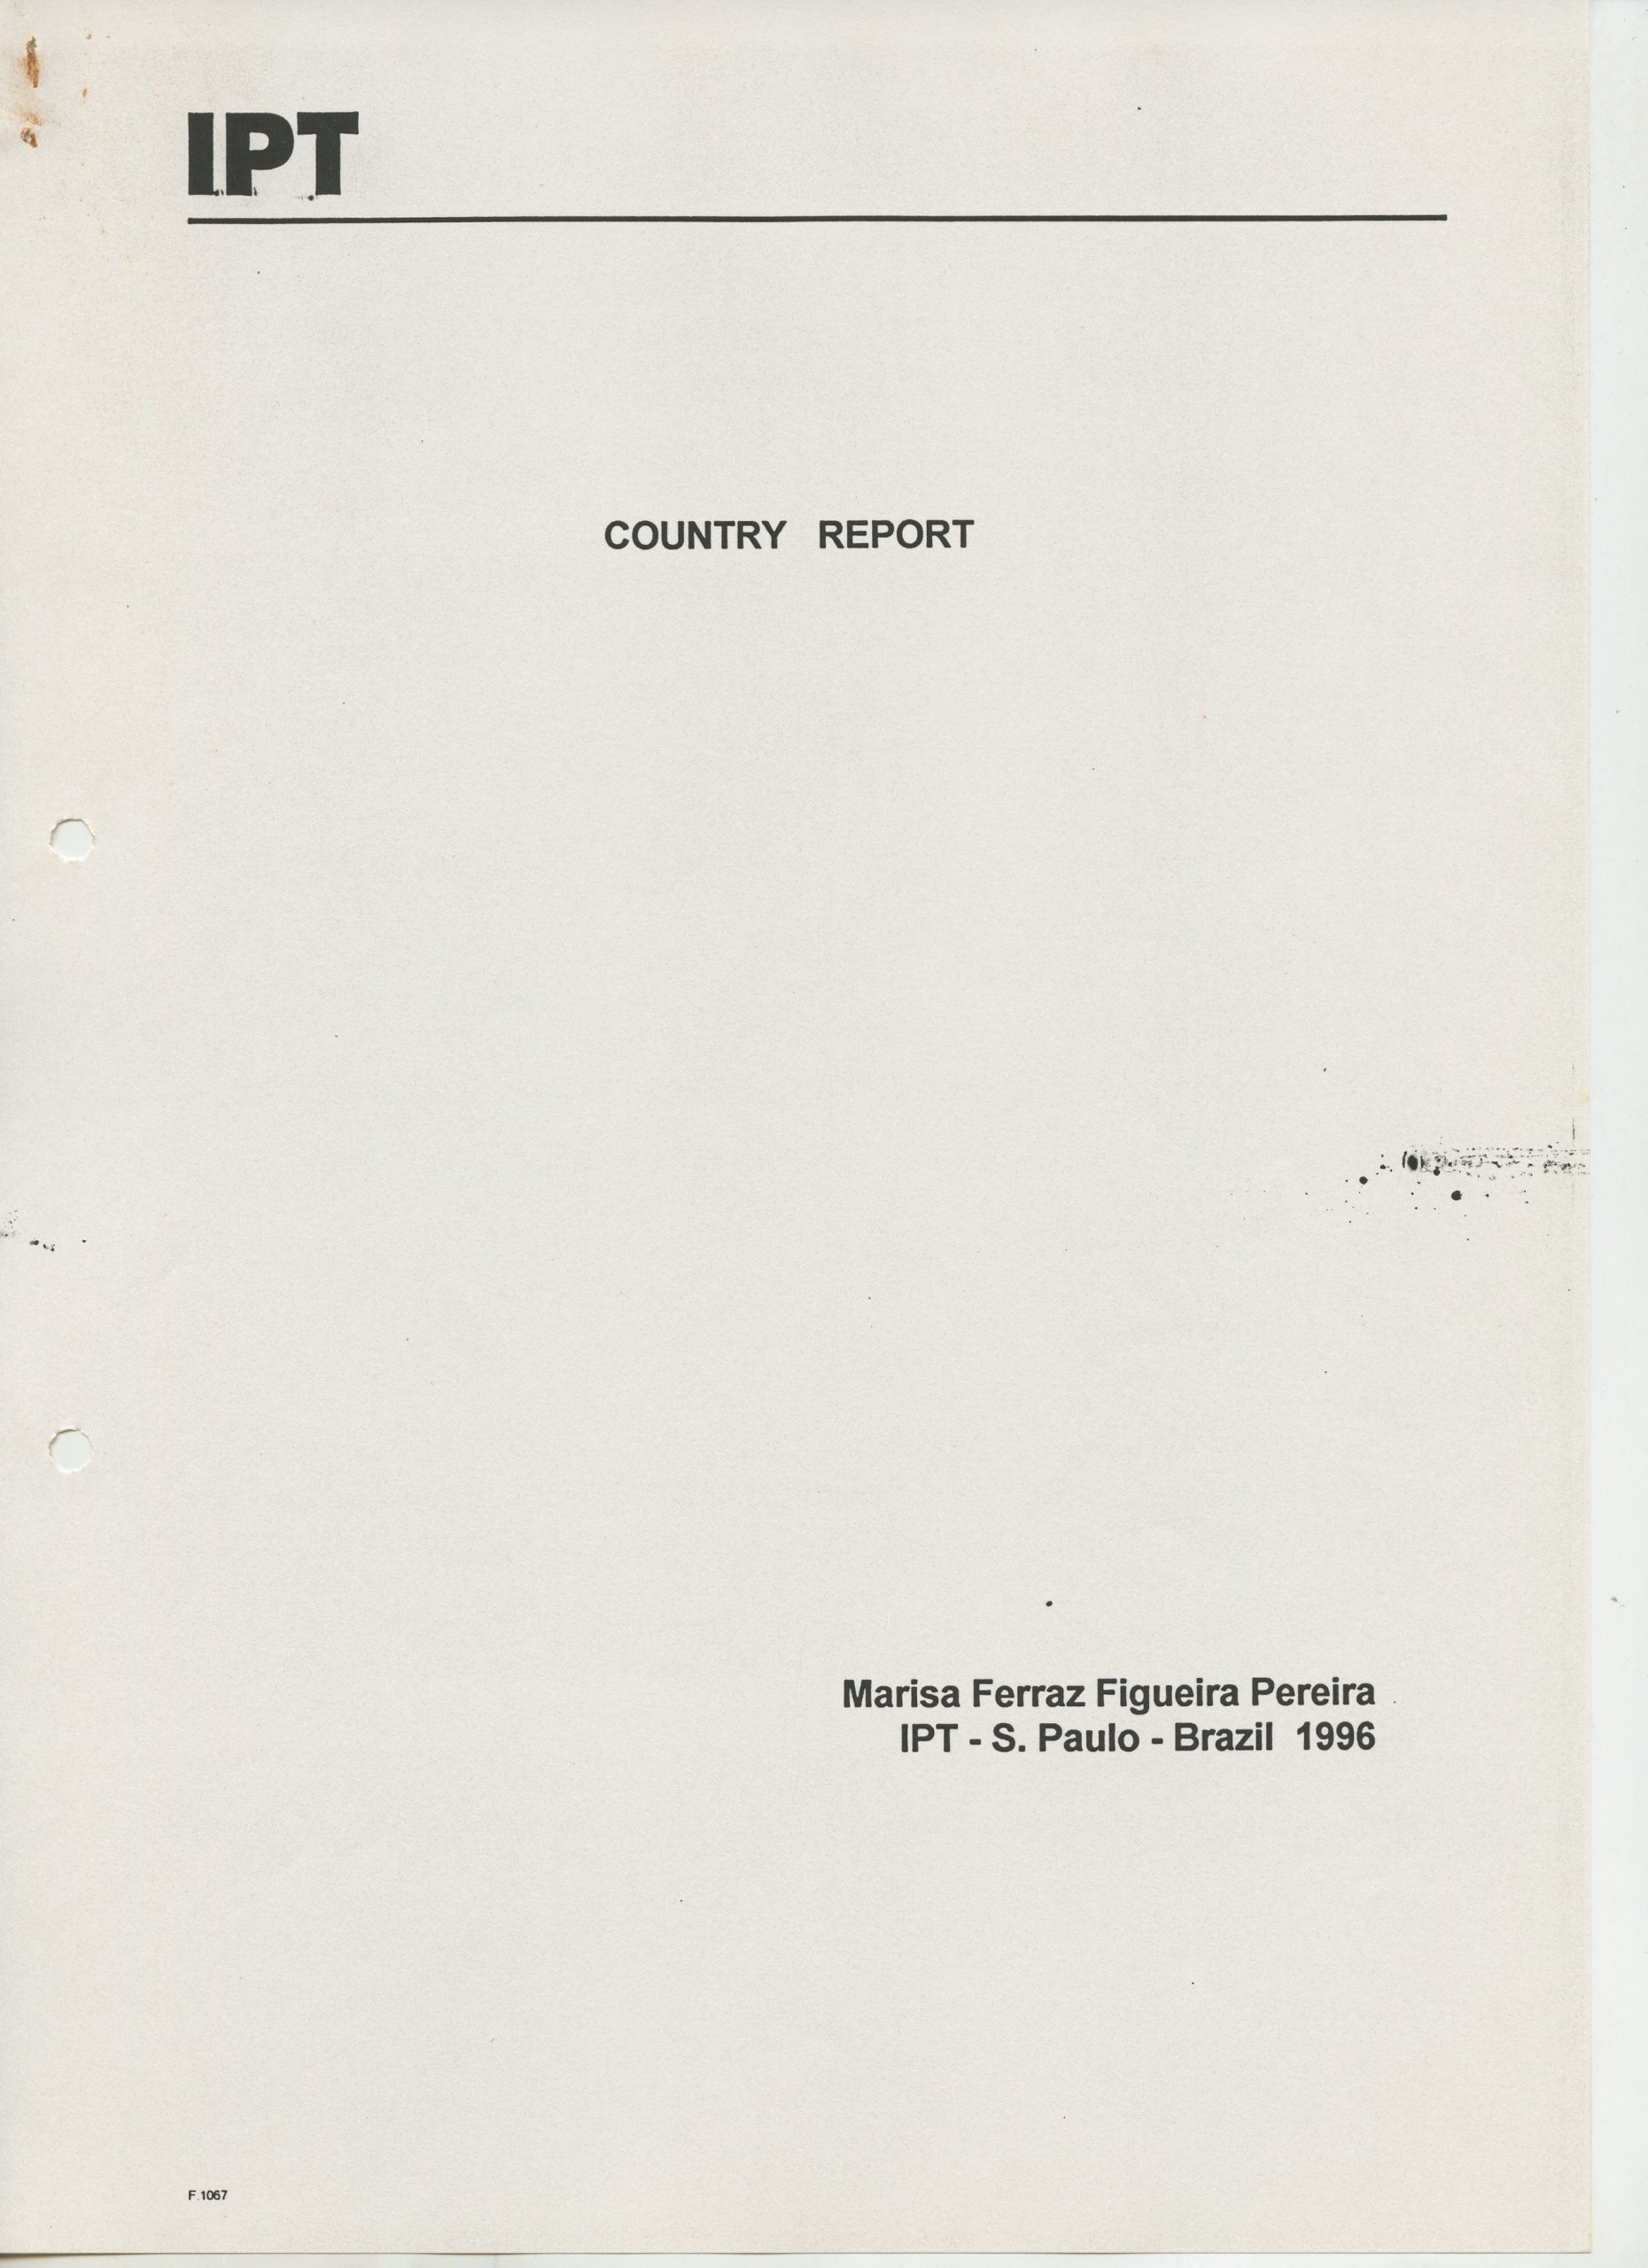 IPT
COUNTRY REPORT
Marisa Ferraz Figueira Pereira
IPT - S. Paulo - Brazil 1996
F.1067